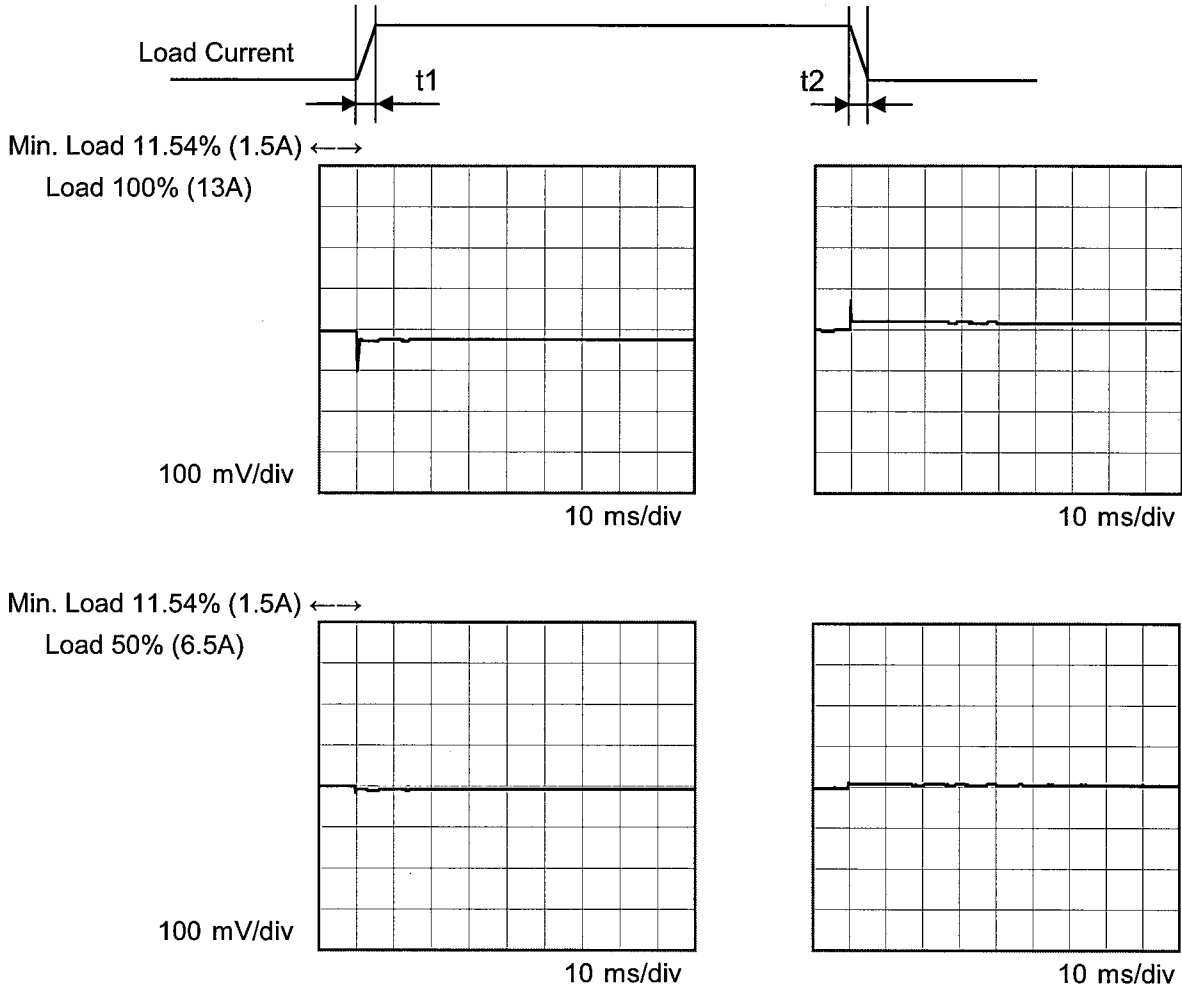 Load Current
t1
t2
Min. Load 11.54% (1.5A) ←--→
Load 100% (13A)
100 mV/div
10 ms/div
10 ms/div
Min. Load 11.54% (1.5A) ←--→
Load 50% (6.5A)
100 mV/div
10 ms/div
10 ms/div